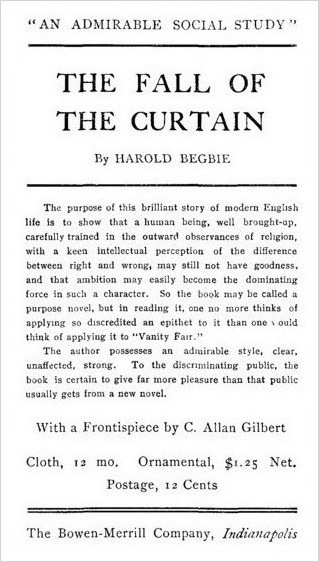 "AN ADMIRABLE SOCIAL STUDY"
THE FALL OF
THE CURTAIN
By HAROLD BEGBIE
The purpose of this brilliant story of modern English
life is to show that a human being, well brought-up,
carefully trained in the outward observances of religion,
with a keen intellectual perception of the difference
between right and wrong, may still not have goodness,
and that ambition may easily become the dominating
force in such a character. So the book may be called a
purpose novel, but in reading it, one no more thinks of
applying so discredited an epithet to it than one would
think of applying it to "Vanity Fair."
The author possesses an admirable style, clear,
unaffected, strong. To the discriminating public, the
book is certain to give far more pleasure than that public
usually gets from a new novel.
With a Frontispiece by C. Allan Gilbert
Cloth, 12 mo. Ornamental, $1.25 Net.
Postage, 12 Cents
The Bowen-Merrill Company, Indianapolis